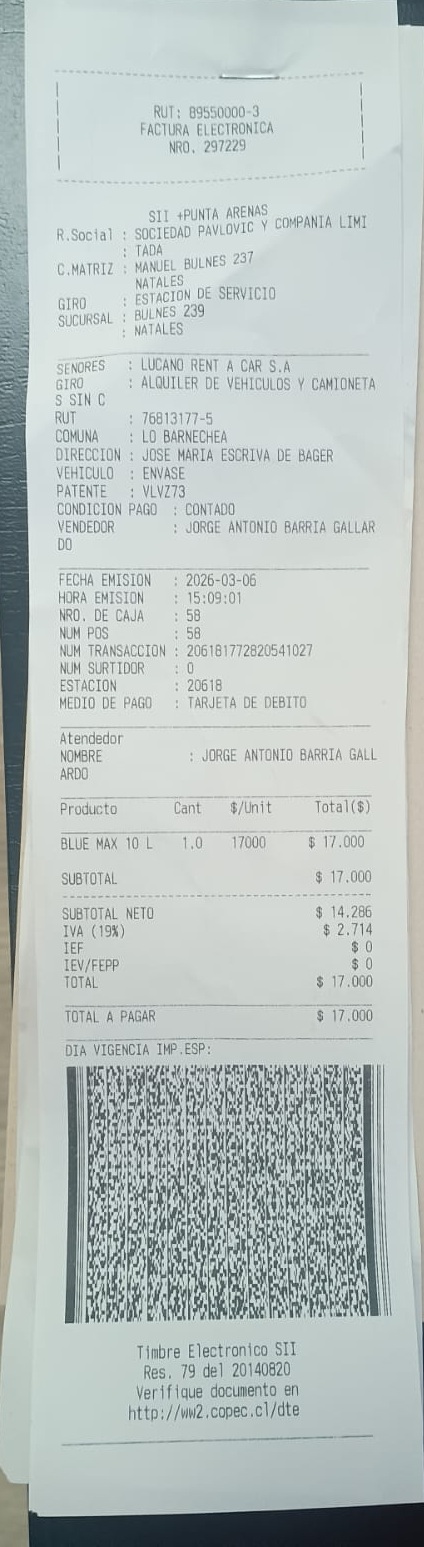 RUT: 89550000-3
FACTURA ELECTRONICA
NRO. 297229
SII +PUNTA ARENAS
R.Social : SOCIEDAD PAVLOVIC Y COMPANIA LIMI
: TADA
C.MATRIZ : MANUEL BULNES 237
NATALES
GIRO : ESTACION DE SERVICIO
SUCURSAL : BULNES 239
: NATALES
SENORES : LUCANO RENT A CAR S.A
GIRO : ALQUILER DE VEHICULOS Y CAMIONETA
S SIN C
RUT : 76813177-5
COMUNA : LO BARNECHEA
DIRECCION : JOSE MARIA ESCRIVA DE BAGER
VEHICULO : ENVASE
PATENTE : VLVZ73
CONDICION PAGO : CONTADO
VENDEDOR : JORGE ANTONIO BARRIA GALLAR
DO
FECHA EMISION : 2026-03-06
HORA EMISION : 15:09:01
NRO. DE CAJA : 58
NUM POS : 58
NUM TRANSACCION : 206181772820541027
NUM SURTIDOR : 0
ESTACION : 20618
MEDIO DE PAGO : TARJETA DE DEBITO
Atendedor
NOMBRE : JORGE ANTONIO BARRIA GALL
ARDO
Producto Cant $/Unit Total($)
BLUE MAX 10 L 1.0 17000 $ 17.000
SUBTOTAL $ 17.000
SUBTOTAL NETO $ 14.286
IVA (19%) $ 2.714
IEF $ 0
IEV/FEPP $ 0
TOTAL $ 17.000
TOTAL A PAGAR $ 17.000
DIA VIGENCIA IMP.ESP:
Timbre Electronico SII
Res. 79 del 20140820
Verifique documento en
http://ww2.copec.cl/dte